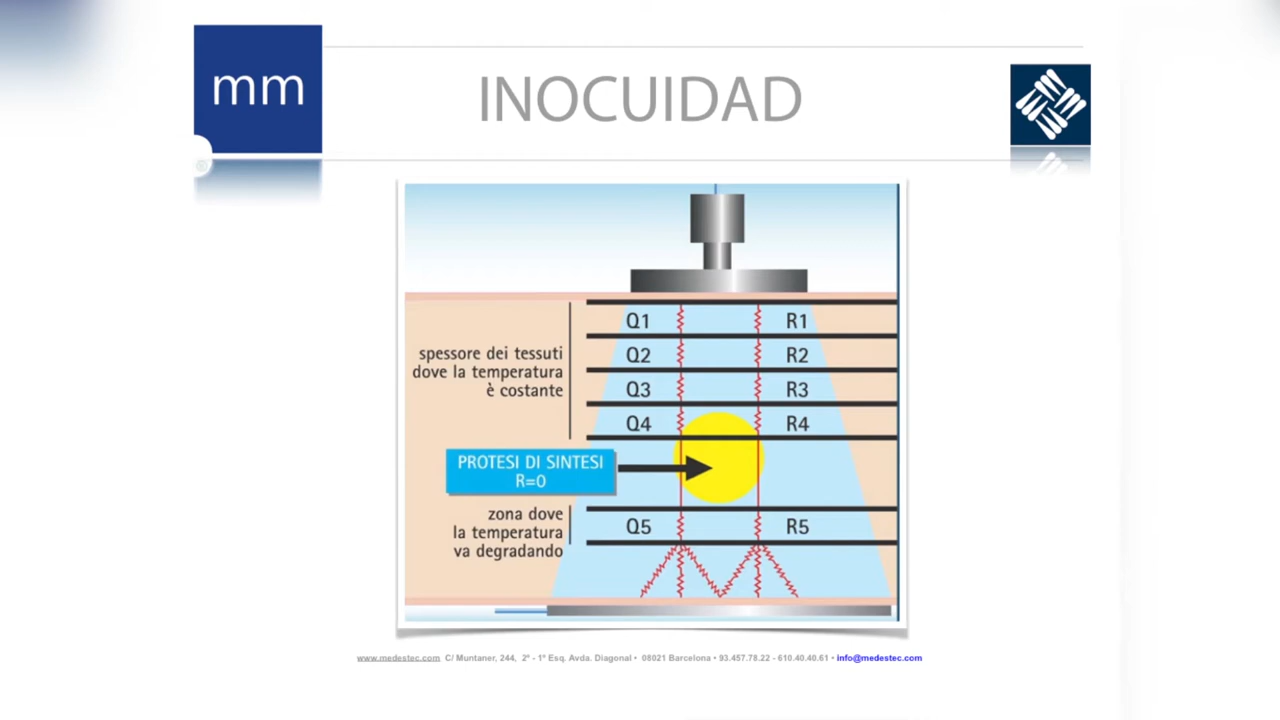 mm
INOCUIDAD
Q1 R1
Q2 R2
Q3 R3
Q4 R4
spessore dei tessuti
dove la temperatura
è costante
PROTESI DI SINTESI
R=0
zona dove
la temperatura
va degradando
Q5 R5
www.medestec.com C/ Muntaner, 244, 2º - 1º Esq. Avda. Diagonal • 08021 Barcelona • 93.457.78.22 - 610.40.40.61 • info@medestec.com